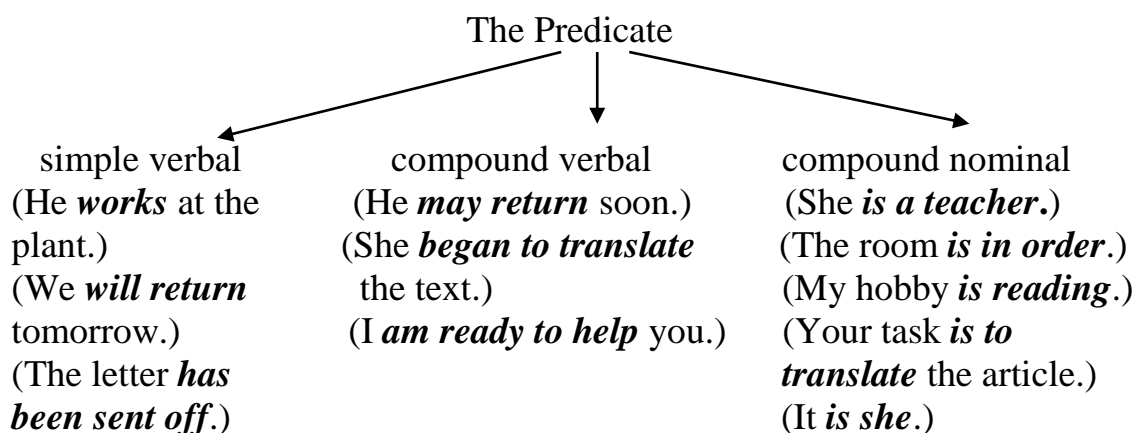 The Predicate
simple verbal
(He works at the
plant.)
(We will return
tomorrow.)
(The letter has
been sent off.)
compound verbal
(He may return soon.)
(She began to translate
the text.)
(I am ready to help you.)
compound nominal
(She is a teacher.)
(The room is in order.)
(My hobby is reading.)
(Your task is to
translate the article.)
(It is she.)